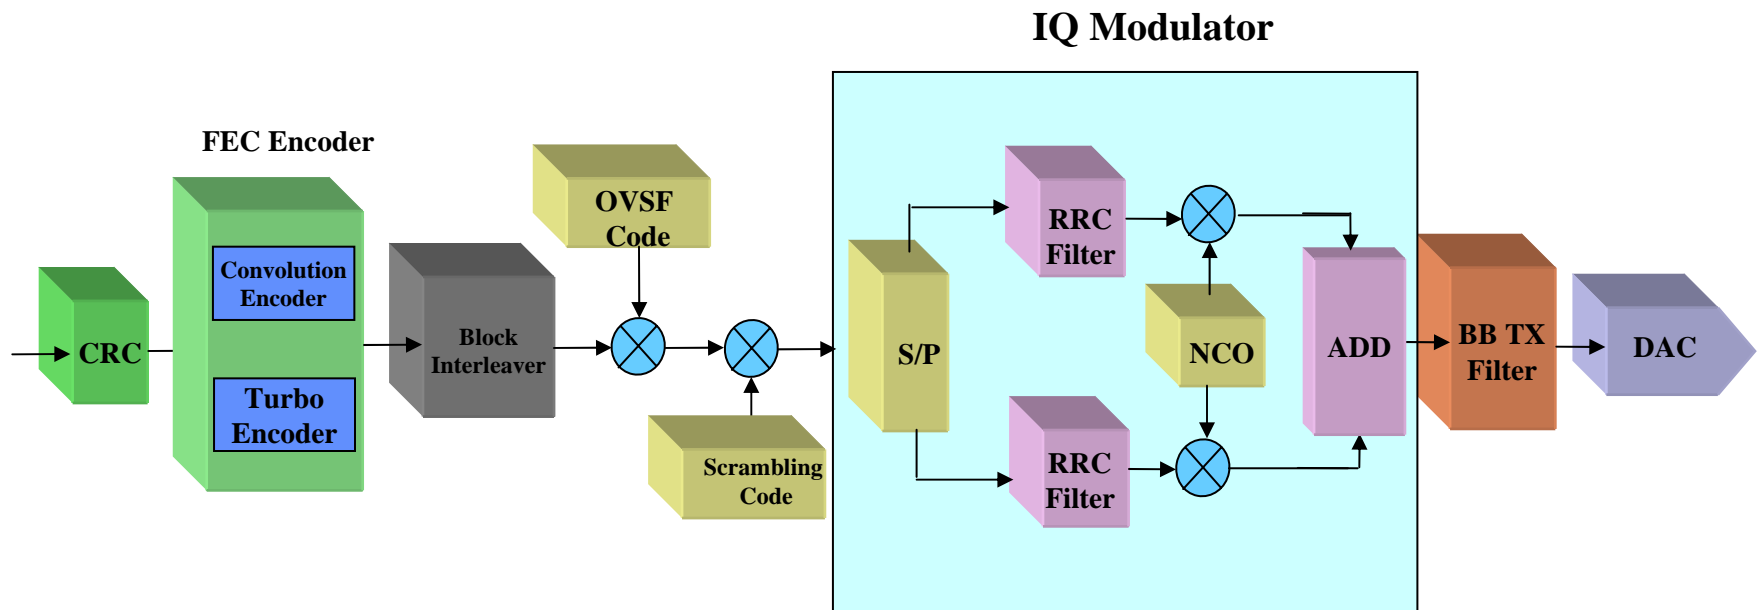 IQ Modulator
FEC Encoder
CRC
Convolution
Encoder
Turbo
Encoder
Block
Interleaver
OVSF
Code
Scrambling
Code
S/P
RRC
Filter
RRC
Filter
NCO
ADD
BB TX
Filter
DAC